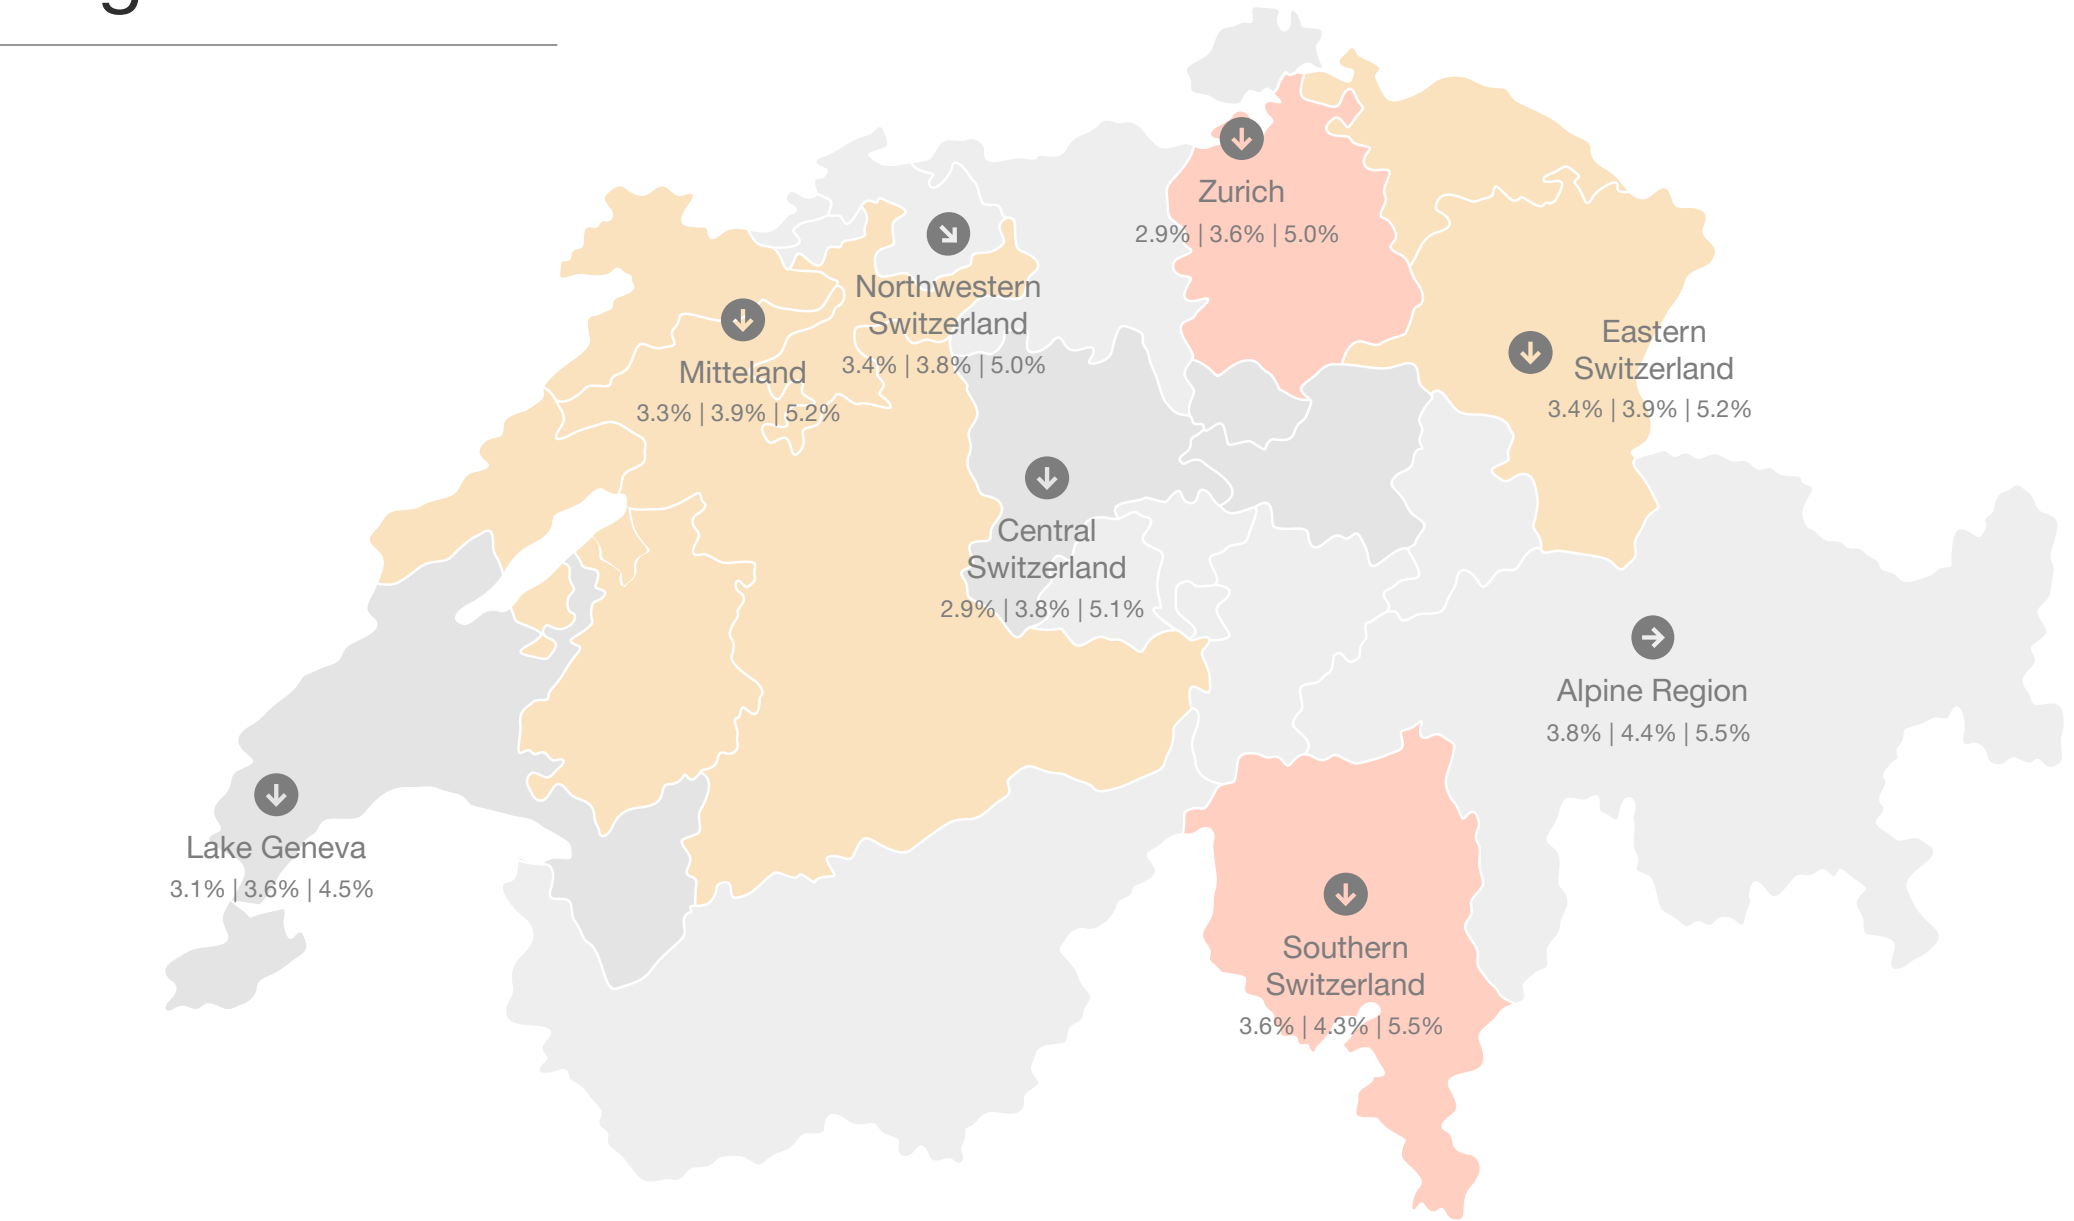 g
Zurich
2.9% | 3.6% | 5.0%
Northwestern
Switzerland
3.4% | 3.8% | 5.0%
Mitteland
3.3% | 3.9% | 5.2%
Eastern
Switzerland
3.4% | 3.9% | 5.2%
Central
Switzerland
2.9% | 3.8% | 5.1%
Alpine Region
3.8% | 4.4% | 5.5%
Lake Geneva
3.1% | 3.6% | 4.5%
Southern
Switzerland
3.6% | 4.3% | 5.5%